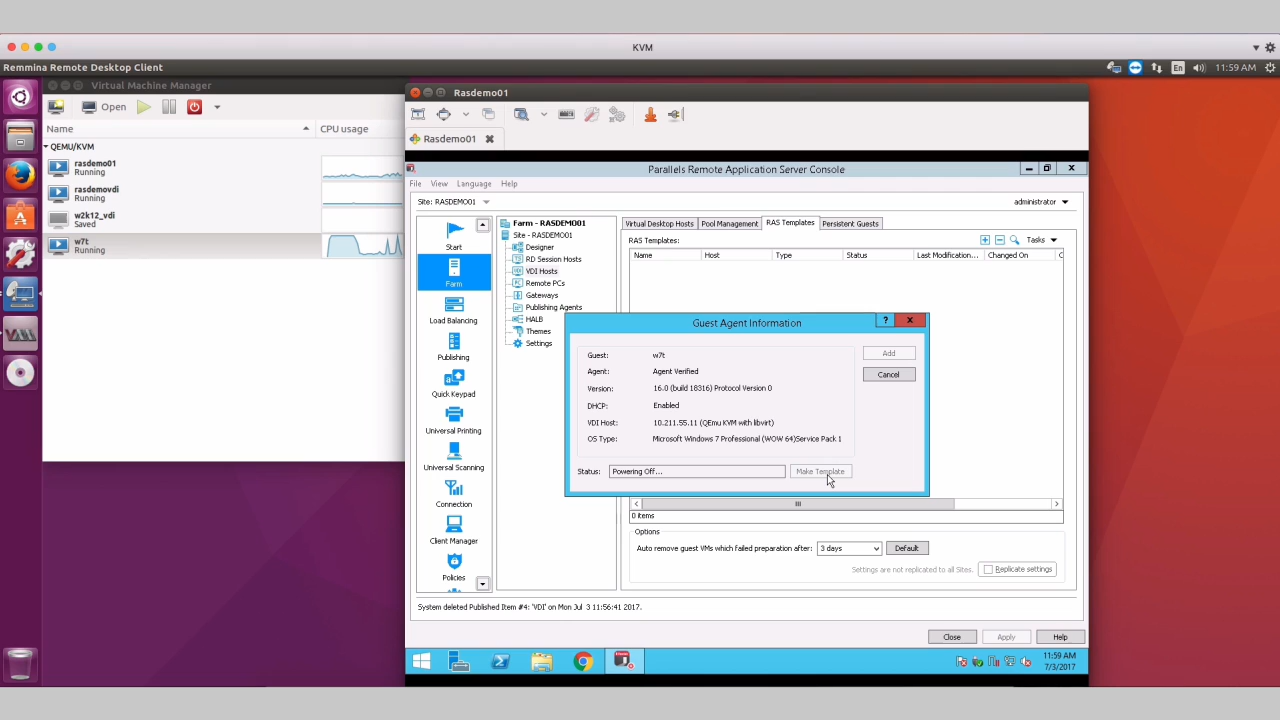 KVM
Remmina Remote Desktop Client
En
11:59 AM
Virtual Machine Manager
Open
Name
CPU usage
QEMU/KVM
rasdemo01
Running
rasdemovdi
Running
w2k12_vdi
Saved
w7t
Running
Rasdemo01
Rasdemo01
Parallels Remote Application Server Console
File View Language Help
Site: RASDEMO01
administrator
Start
Farm
Load Balancing
Publishing
Quick Keypad
Universal Printing
Universal Scanning
Connection
Client Manager
Policies
Farm - RASDEMO01
Site - RASDEMO01
Designer
RD Session Hosts
VDI Hosts
Remote PCs
Gateways
Publishing Agents
HALB
Themes
Settings
Virtual Desktop Hosts Pool Management RAS Templates Persistent Guests
RAS Templates:
Tasks
Name Host Type Status Last Modification... Changed On C
Guest Agent Information
?
Guest: w7t
Add
Agent: Agent Verified
Cancel
Version: 16.0 (build 18316) Protocol Version 0
DHCP: Enabled
VDI Host: 10.211.55.11 (QEmu KVM with libvirt)
OS Type: Microsoft Windows 7 Professional (WOW 64)Service Pack 1
Status: Powering Off... Make Template
0 items
Options
Auto remove guest VMs which failed preparation after: 3 days Default
Settings are not replicated to all Sites. Replicate settings
System deleted Published Item #4: 'VDI' on Mon Jul 3 11:56:41 2017.
Close Apply Help
11:59 AM
7/3/2017